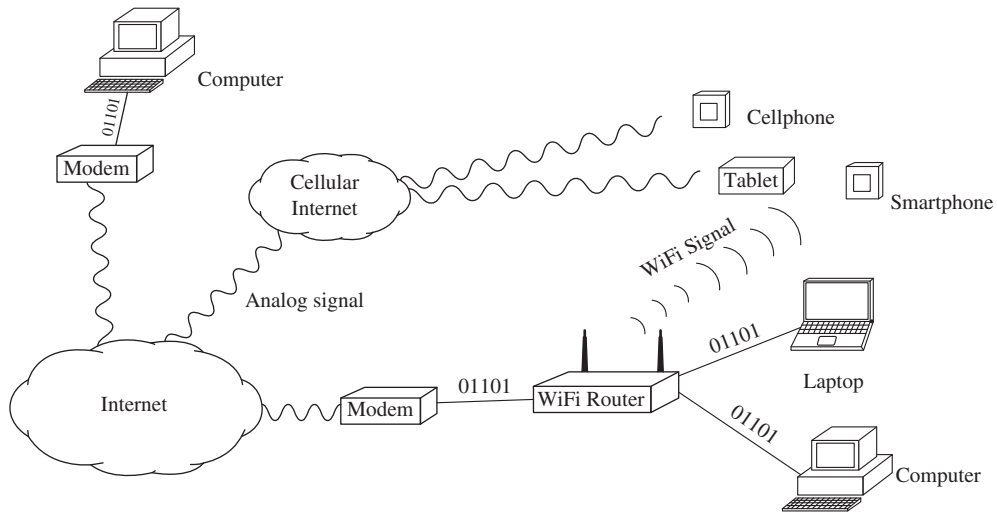 Computer
01101
Modem
Cellphone
Cellular
Internet
Tablet
Smartphone
WiFi Signal
Analog signal
01101
Laptop
Internet
Modem
01101
WiFi Router
01101
Computer